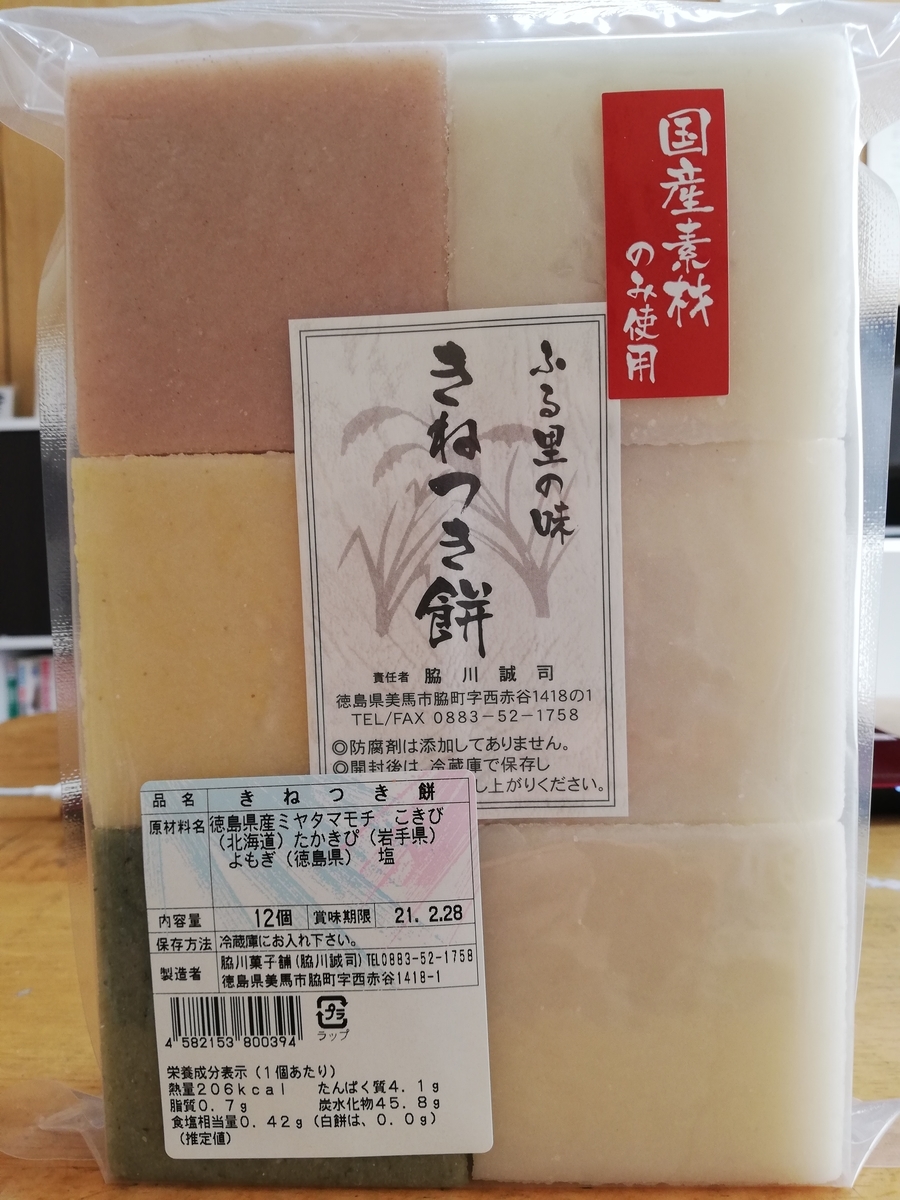 国産素材
のみ使用
ふる里の味
きねつき餅
責任者 脇川誠司
徳島県美馬市脇町字西赤谷1418の1
TEL/FAX 0883-52-1758
◎防腐剤は添加してありません。
◎開封後は、冷蔵庫で保存し
し上がりください。
品名 きねつき餅
原材料名 徳島県産ミヤタマモチ こきび
(北海道)たかきび(岩手県)
よもぎ(徳島県) 塩
内容量 12個 賞味期限 21. 2.28
保存方法 冷蔵庫にお入れ下さい。
製造者 脇川菓子舗(脇川誠司)TEL0883-52-1758
徳島県美馬市脇町字西赤谷1418-1
4 582153 800394
プラ
ラップ
栄養成分表示(1個あたり)
熱量206kcal たんぱく質4.1g
脂質0.7g 炭水化物45.8g
食塩相当量0.42g(白餅は、0.0g)
(推定値)